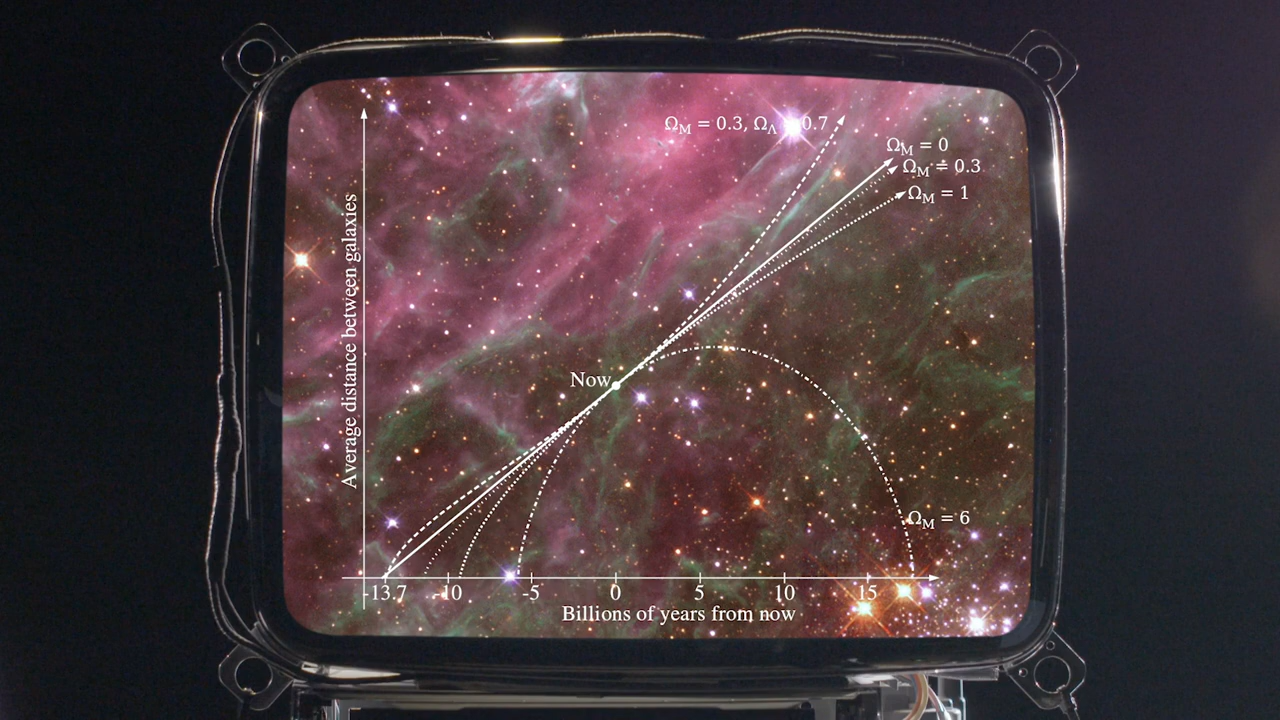 Ω_M = 0.3, Ω_Λ = 0.7
Ω_M = 0
Ω_M = 0.3
Ω_M = 1
Average distance between galaxies
Now
Ω_M = 6
-13.7 -10 -5 0 5 10 15
Billions of years from now